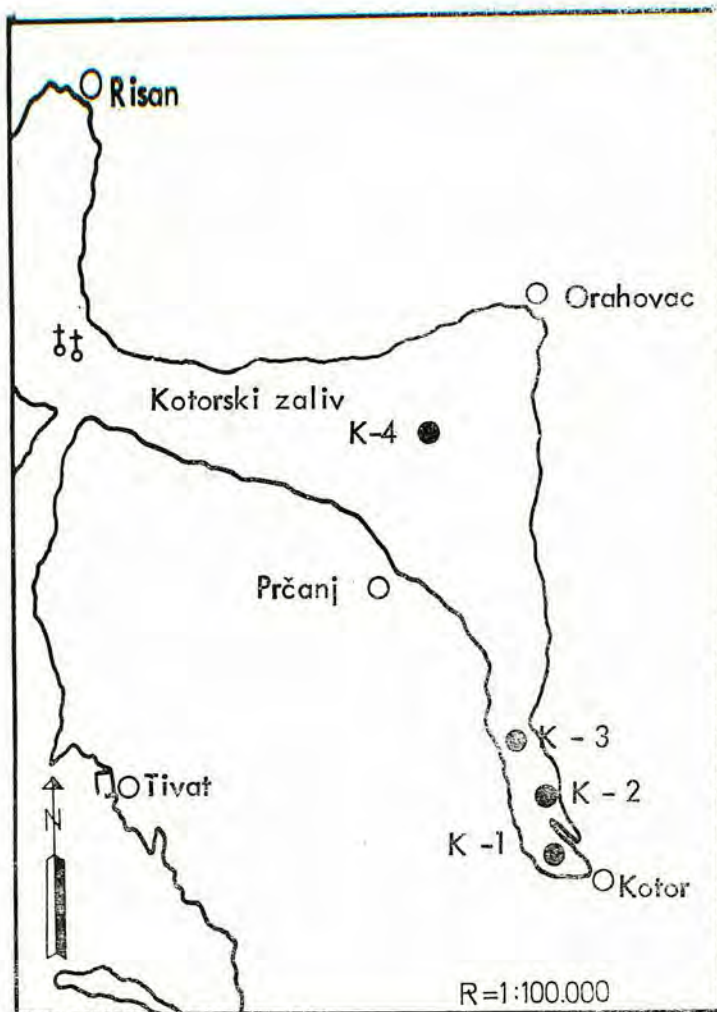 Risan
Orahovac
Kotorski zaliv
K-4
Prčanj
K - 3
Tivat
K - 2
N
K -1
Kotor
R=1:100.000